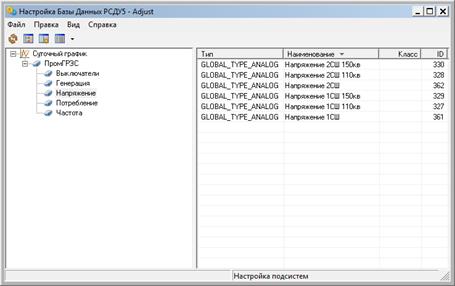 Настройка Базы Данных РСДУ5 - Adjust
Файл Правка Вид Справка
Суточный график
ПромГРЭС
Выключатели
Генерация
Напряжение
Потребление
Частота
Тип Наименование Класс ID
GLOBAL_TYPE_ANALOG Напряжение 2СШ 150кв 330
GLOBAL_TYPE_ANALOG Напряжение 2СШ 110кв 328
GLOBAL_TYPE_ANALOG Напряжение 2СШ 362
GLOBAL_TYPE_ANALOG Напряжение 1СШ 150кв 329
GLOBAL_TYPE_ANALOG Напряжение 1СШ 110кв 327
GLOBAL_TYPE_ANALOG Напряжение 1СШ 361
Настройка подсистем